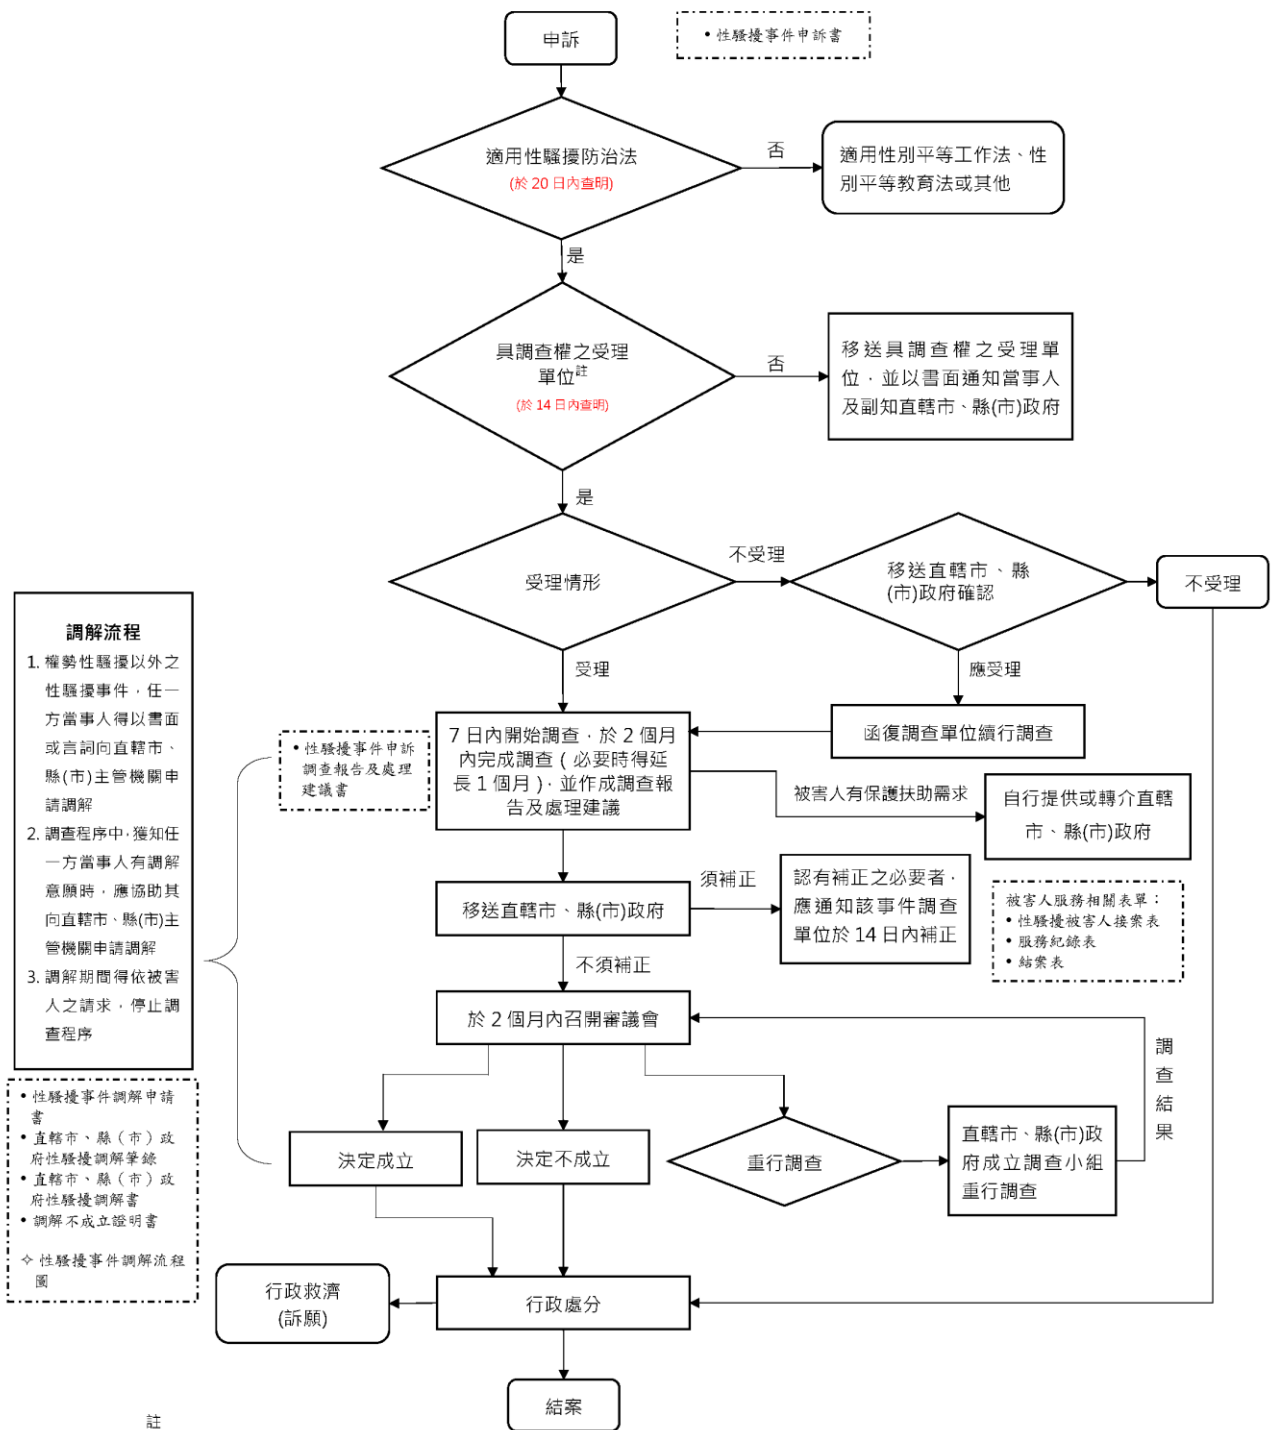 申訴
• 性騷擾事件申訴書
適用性騷擾防治法
(於 20 日內查明)
否
適用性別平等工作法、性
別平等教育法或其他
是
具調查權之受理
單位註
(於 14 日內查明)
否
移送具調查權之受理單
位，並以書面通知當事人
及副知直轄市、縣(市)政府
是
受理情形
不受理
移送直轄市、縣
(市)政府確認
不受理
受理
應受理
調解流程
1. 權勢性騷擾以外之
性騷擾事件，任一
方當事人得以書面
或言詞向直轄市、
縣(市)主管機關申
請調解
2. 調查程序中，獲知任
一方當事人有調解
意願時，應協助其
向直轄市、縣(市)主
管機關申請調解
3. 調解期間得依被害
人之請求，停止調
查程序
• 性騷擾事件申訴
調查報告及處理
建議書
7 日內開始調查，於 2 個月
內完成調查 ( 必要時得延
長 1 個月 )，並作成調查報
告及處理建議
函復調查單位續行調查
被害人有保護扶助需求
自行提供或轉介直轄
市、縣(市)政府
移送直轄市、縣(市)政府
須補正
認有補正之必要者，
應通知該事件調查
單位於 14 日內補正
被害人服務相關表單：
• 性騷擾被害人接案表
• 服務紀錄表
• 結案表
不須補正
於 2 個月內召開審議會
調查結果
• 性騷擾事件調解申請
書
• 直轄市、縣（市）政
府性騷擾調解筆錄
• 直轄市、縣（市）政
府性騷擾調解書
• 調解不成立證明書
✧ 性騷擾事件調解流程
圖
決定成立
決定不成立
重行調查
直轄市、縣(市)政
府成立調查小組
重行調查
行政救濟
(訴願)
行政處分
結案
註